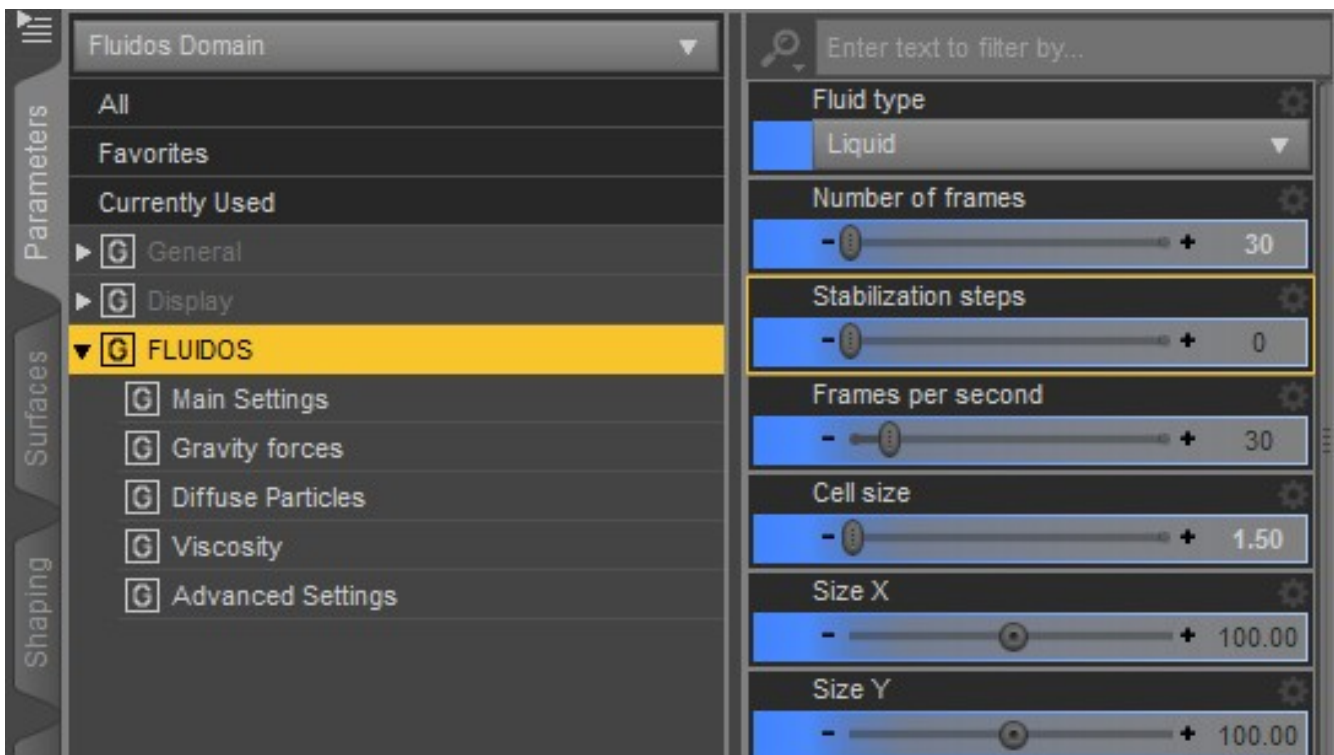 Parameters
Surfaces
Shaping
Fluidos Domain
All
Favorites
Currently Used
G General
G Display
G FLUIDOS
G Main Settings
G Gravity forces
G Diffuse Particles
G Viscosity
G Advanced Settings
Enter text to filter by...
Fluid type
Liquid
Number of frames
- + 30
Stabilization steps
- + 0
Frames per second
- + 30
Cell size
- + 1.50
Size X
- + 100.00
Size Y
- + 100.00